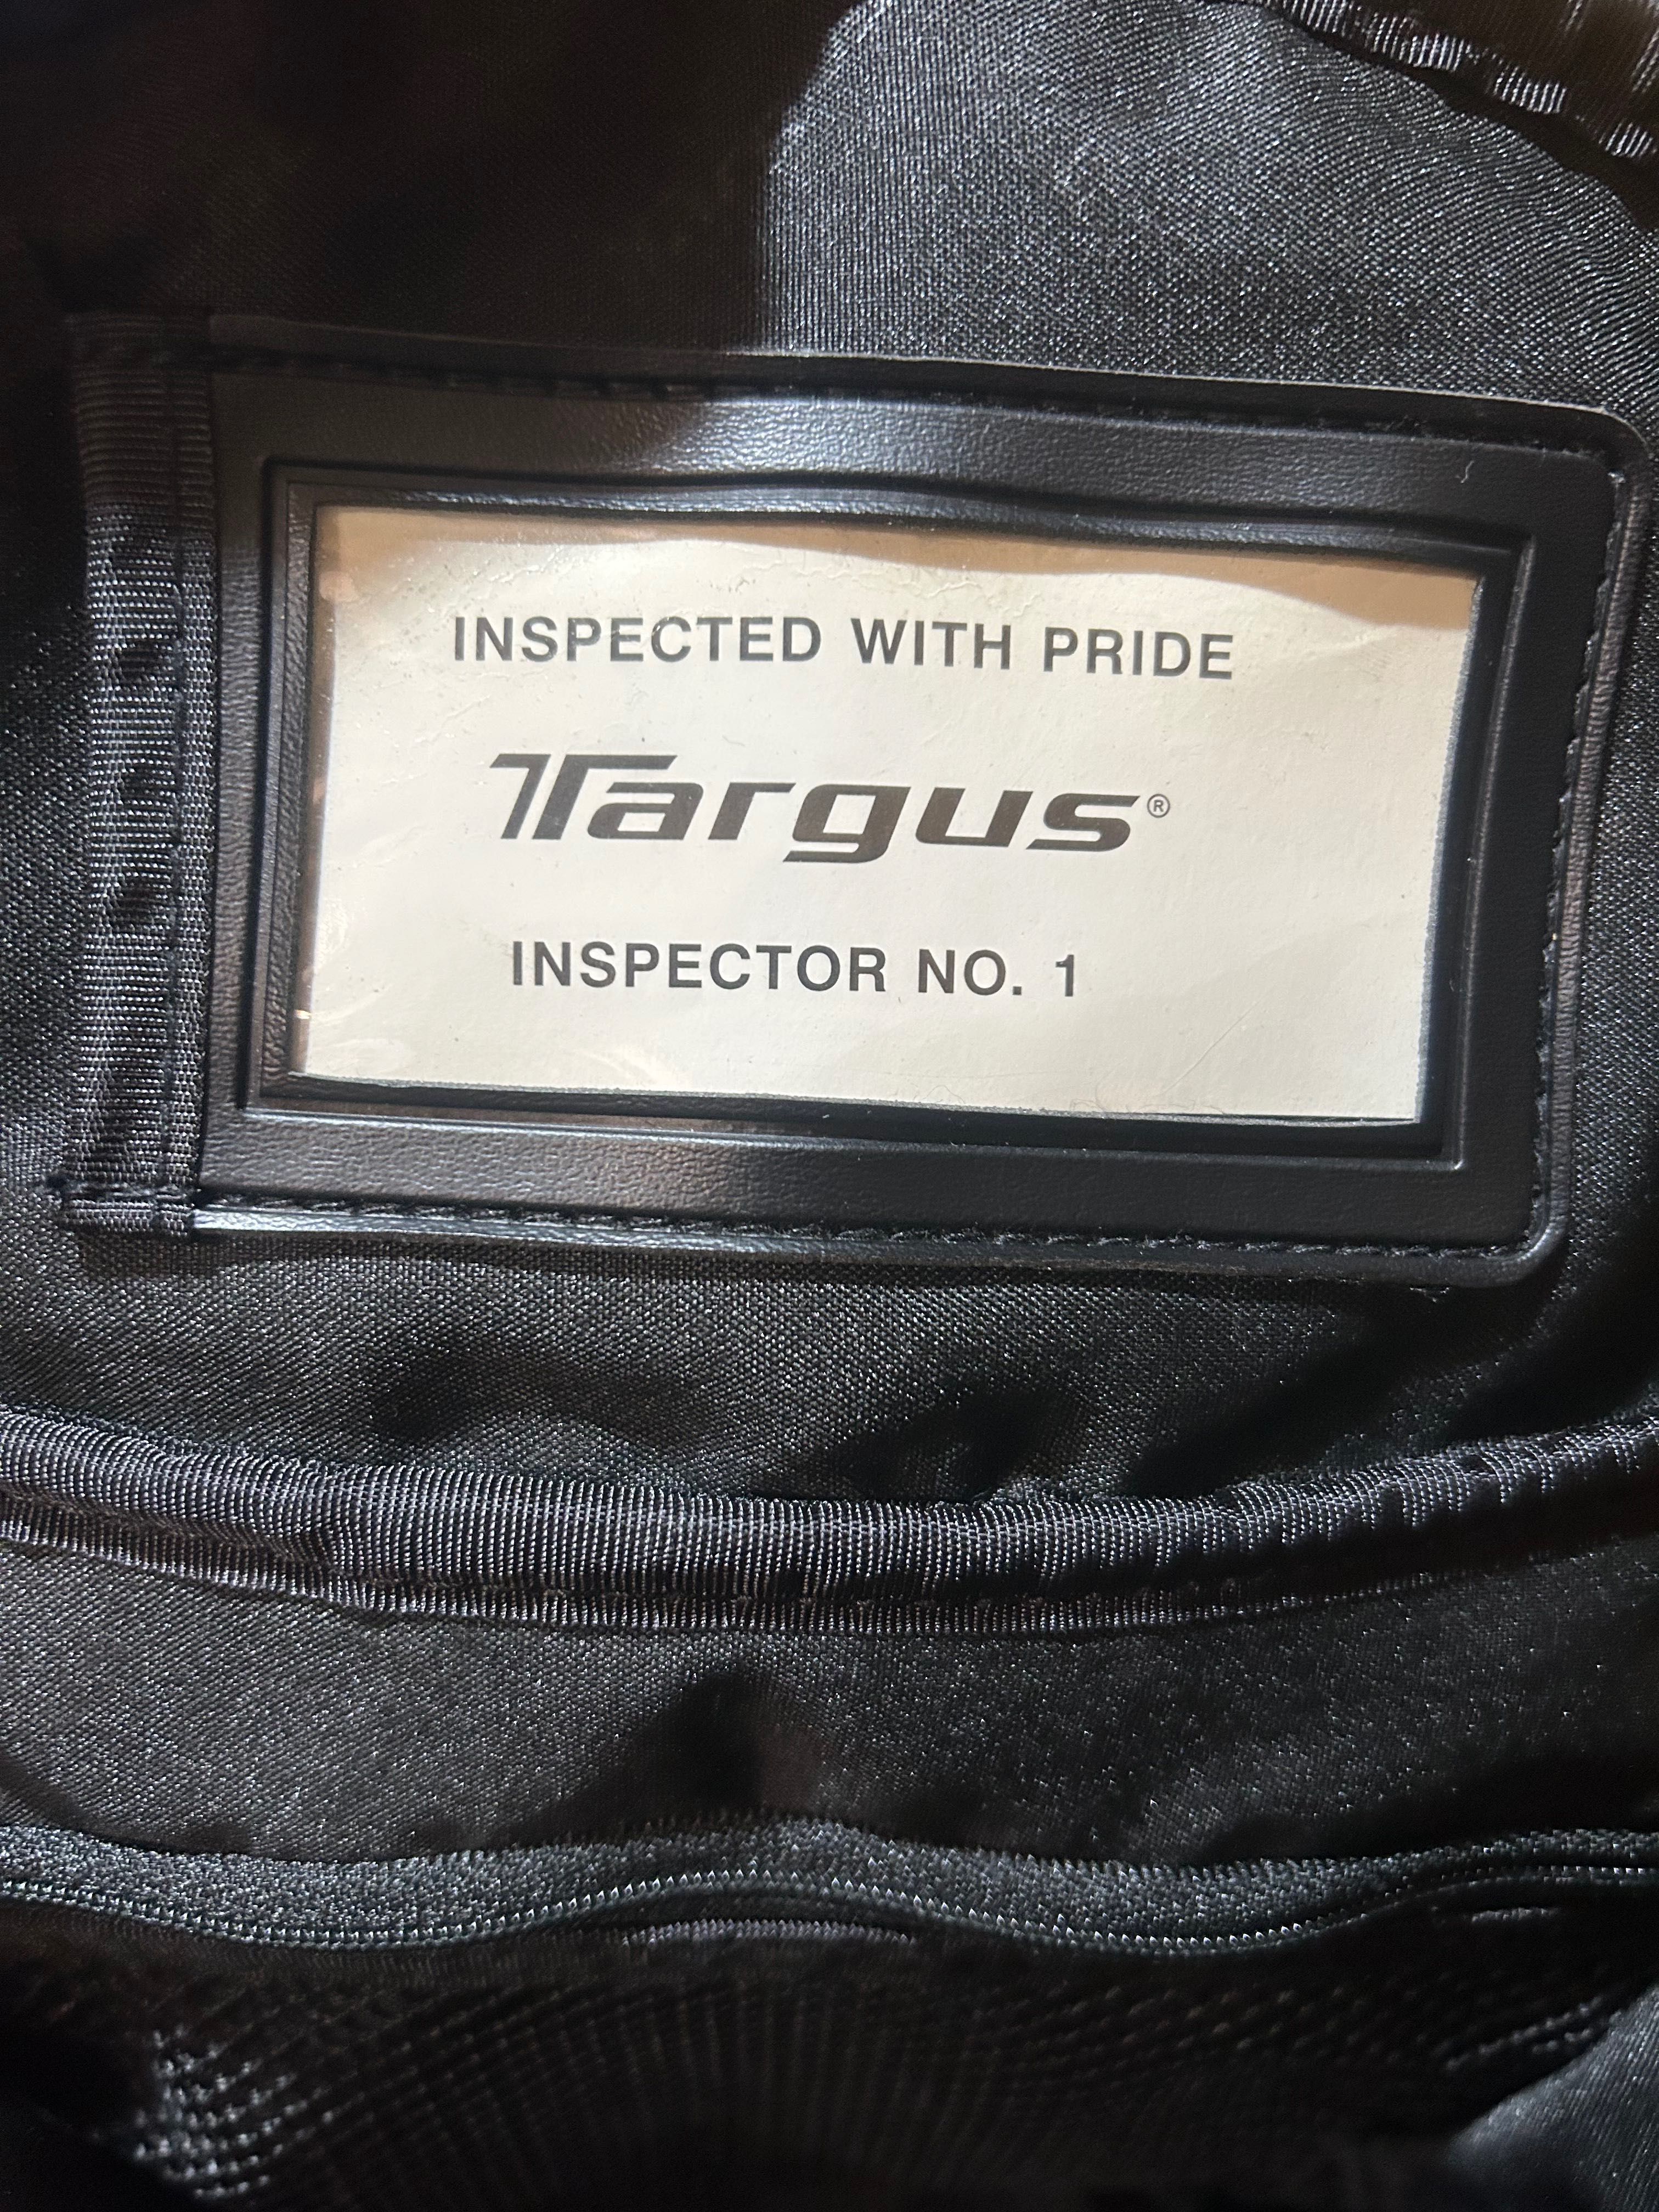 INSPECTED WITH PRIDE
Targus®
INSPECTOR NO. 1